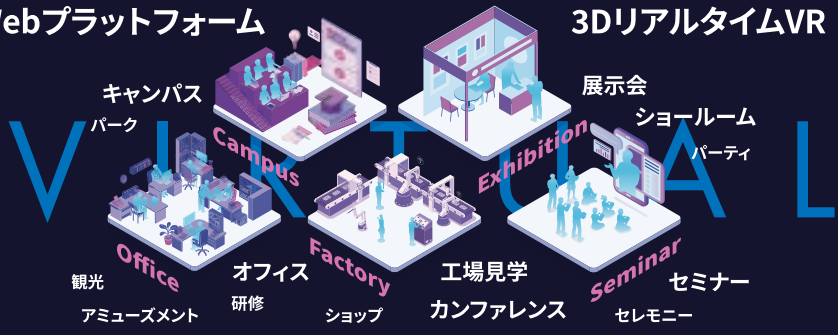 Webプラットフォーム
3DリアルタイムVR
VIRTUAL
キャンパス
パーク
Campus
展示会
ショールーム
パーティ
Exhibition
Office
観光
アミューズメント
オフィス
研修
Factory
ショップ
工場見学
カンファレンス
Seminar
セミナー
セレモニー